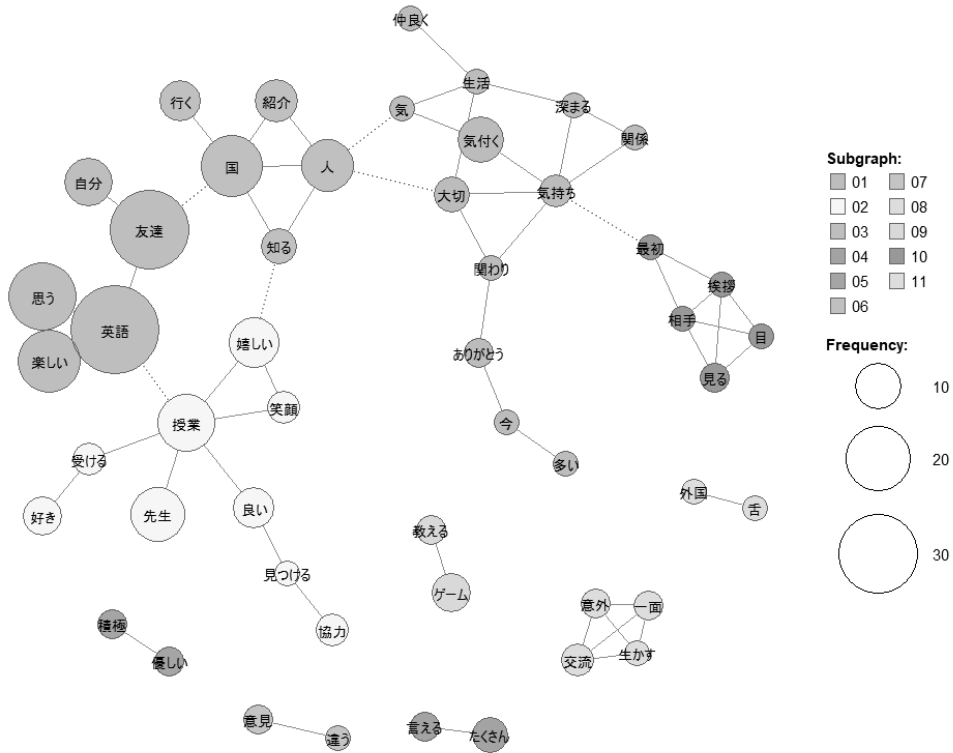 仲良く
生活
行く
紹介
気
深まる
気付く
関係
国
人
自分
大切
気持ち
友達
知る
最初
関わり
挨拶
思う
英語
相手
目
嬉しい
ありがとう
楽しい
見る
笑顔
授業
今
受ける
多い
外国
舌
好き
先生
良い
教える
見つける
ゲーム
意外
一面
積極
協力
交流
生かす
優しい
意見
違う
言える
たくさん
Subgraph:
01 07
02 08
03 09
04 10
05 11
06
Frequency:
10
20
30